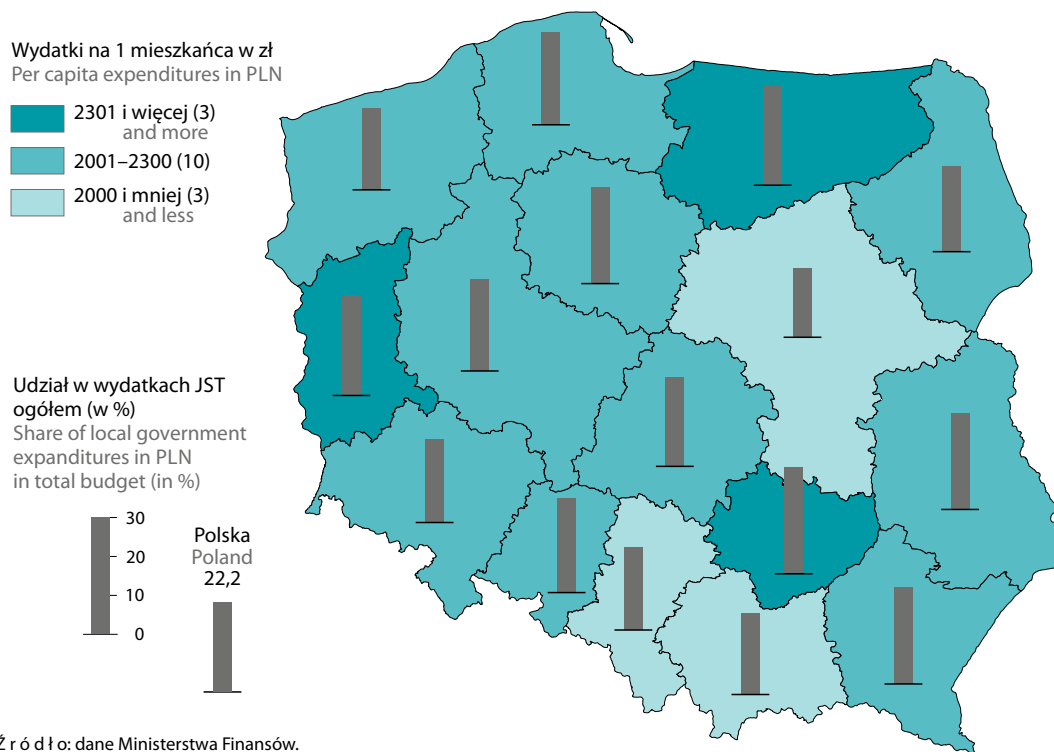 Wydatki na 1 mieszkańca w zł
Per capita expenditures in PLN
2301 i więcej (3)
and more
2001–2300 (10)
2000 i mniej (3)
and less
Udział w wydatkach JST
ogółem (w %)
Share of local government
expanditures in PLN
in total budget (in %)
30
20
10
0
Polska
Poland
22,2
Ź r ó d ł o: dane Ministerstwa Finansów.